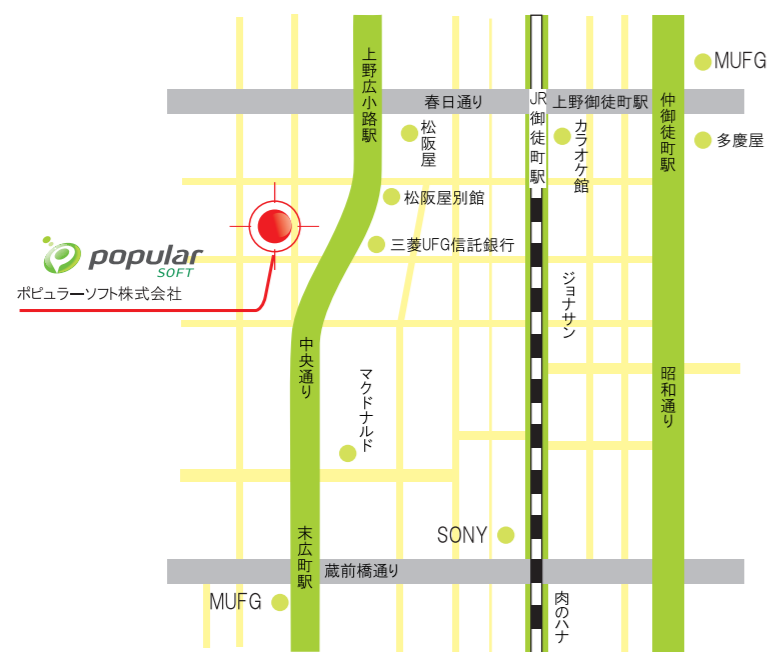 MUFG
上野広小路駅
春日通り
JR御徒町駅
上野御徒町駅
仲御徒町駅
松阪屋
カラオケ館
多慶屋
松阪屋別館
三菱UFG信託銀行
popular
SOFT
ポピュラーソフト株式会社
ジョナサン
中央通り
マクドナルド
昭和通り
SONY
末広町駅
蔵前橋通り
MUFG
肉のハナ